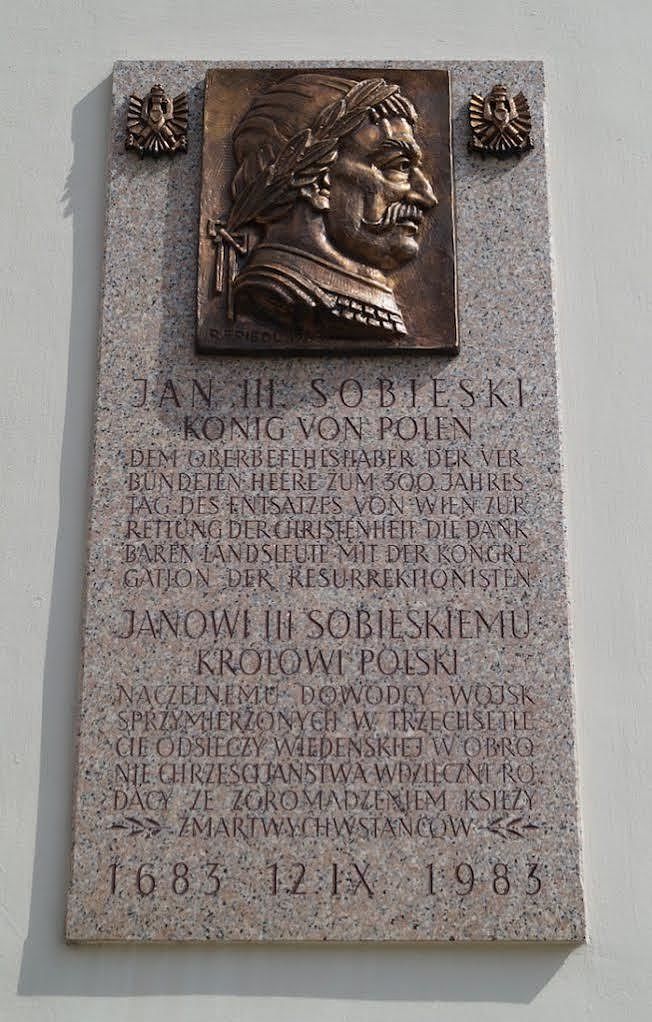 R. FRIEDL
JAN III SOBIESKI
KÖNIG VON POLEN
DEM OBERBEFEHLSHABER DER VER
BÜNDETEN HEERE ZUM 300 JAHRES
TAG DES ENTSATZES VON WIEN ZUR
RETTUNG DER CHRISTENHEIT DIE DANK
BAREN LANDSLEUTE MIT DER KONGRE
GATION DER RESURREKTIONISTEN
JANOWI III SOBIESKIEMU
KRÓLOWI POLSKI
NACZELNEMU DOWÓDCY WOJSK
SPRZYMIERZONYCH W TRZECHSETLE
CIE ODSIECZY WIEDEŃSKIEJ W OBRO
NIE CHRZEŚCIJAŃSTWA WDZIĘCZNI RO
DACY ZE ZGROMADZENIEM KSIĘŻY
ZMARTWYCHWSTAŃCÓW
1683 12 IX 1983